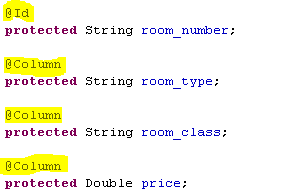 @Id
protected String room_number;
@Column
protected String room_type;
@Column
protected String room_class;
@Column
protected Double price;